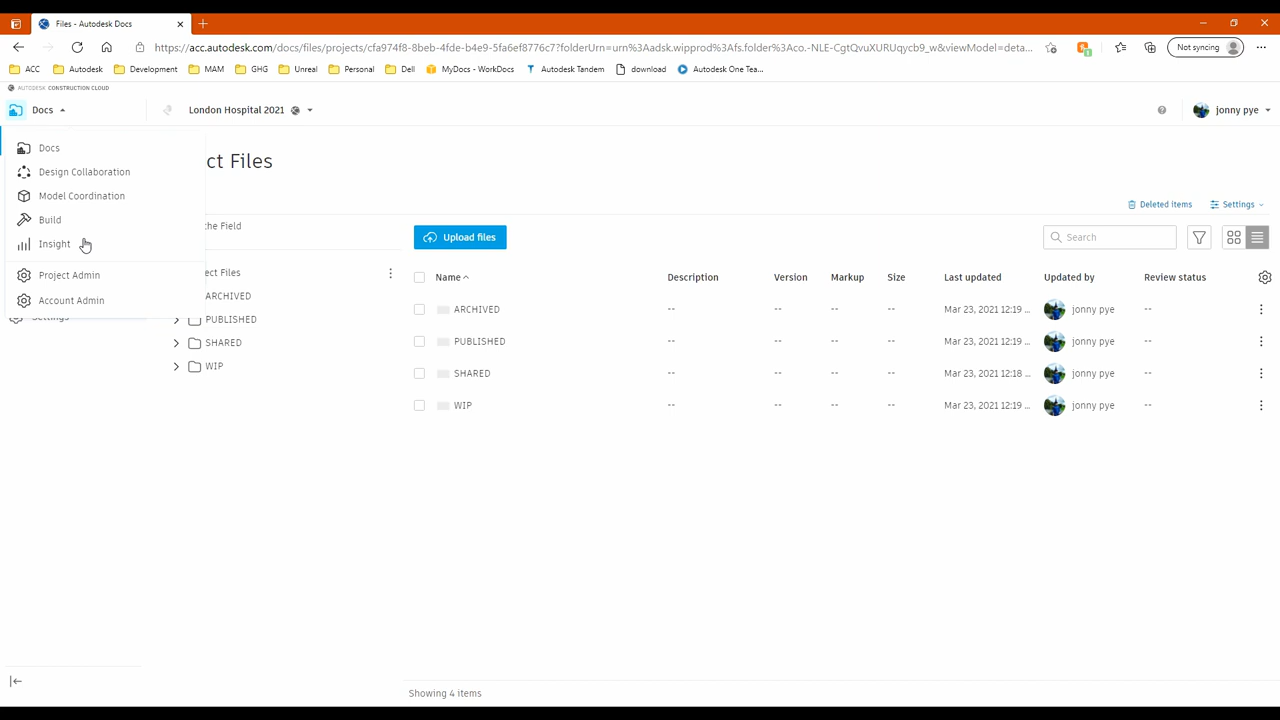 Files - Autodesk Docs
https://acc.autodesk.com/docs/files/projects/cfa974f8-8beb-4fde-b4e9-5fa6ef8776c7?folderUrn=urn%3Aadsk.wipprod%3Afs.folder%3Aco.-NLE-CgtQvuXURUqycb9_w&viewModel=deta...
Not syncing
ACC Autodesk Development MAM GHG Unreal Personal Dell MyDocs - WorkDocs Autodesk Tandem download Autodesk One Tea...
AUTODESK CONSTRUCTION CLOUD
Docs London Hospital 2021 jonny pye
Docs
Design Collaboration
Model Coordination
Build
Insight
Project Admin
Account Admin
Settings
ct Files
Deleted items Settings
the Field
Upload files Search
ect Files
ARCHIVED
PUBLISHED
SHARED
WIP
Name Description Version Markup Size Last updated Updated by Review status
ARCHIVED -- -- -- -- Mar 23, 2021 12:19 ... jonny pye --
PUBLISHED -- -- -- -- Mar 23, 2021 12:19 ... jonny pye --
SHARED -- -- -- -- Mar 23, 2021 12:18 ... jonny pye --
WIP -- -- -- -- Mar 23, 2021 12:19 ... jonny pye --
Showing 4 items